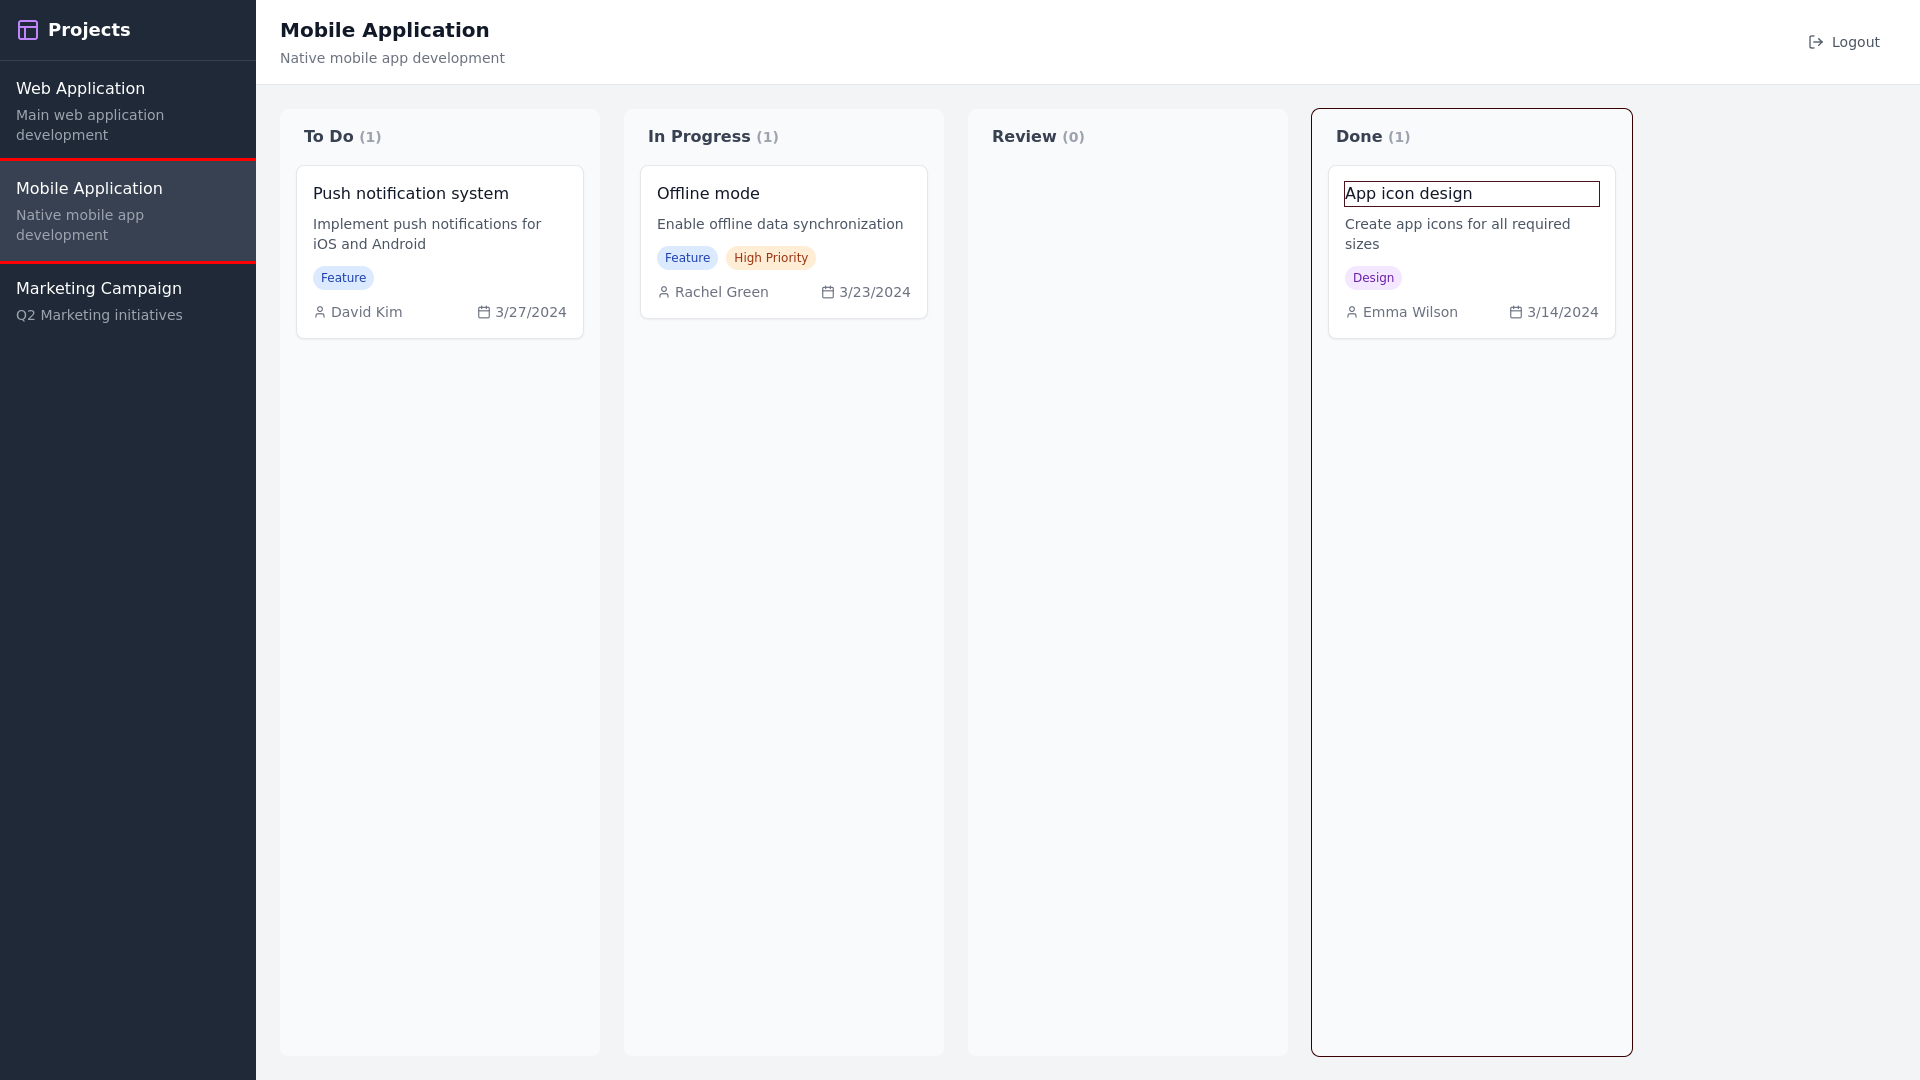 Projects
Web Application
Main web application
development
Mobile Application
Native mobile app
development
Marketing Campaign
Q2 Marketing initiatives
Mobile Application
Native mobile app development
Logout
To Do (1)
Push notification system
Implement push notifications for
iOS and Android
Feature
David Kim 3/27/2024
In Progress (1)
Offline mode
Enable offline data synchronization
Feature High Priority
Rachel Green 3/23/2024
Review (0)
Done (1)
App icon design
Create app icons for all required
sizes
Design
Emma Wilson 3/14/2024